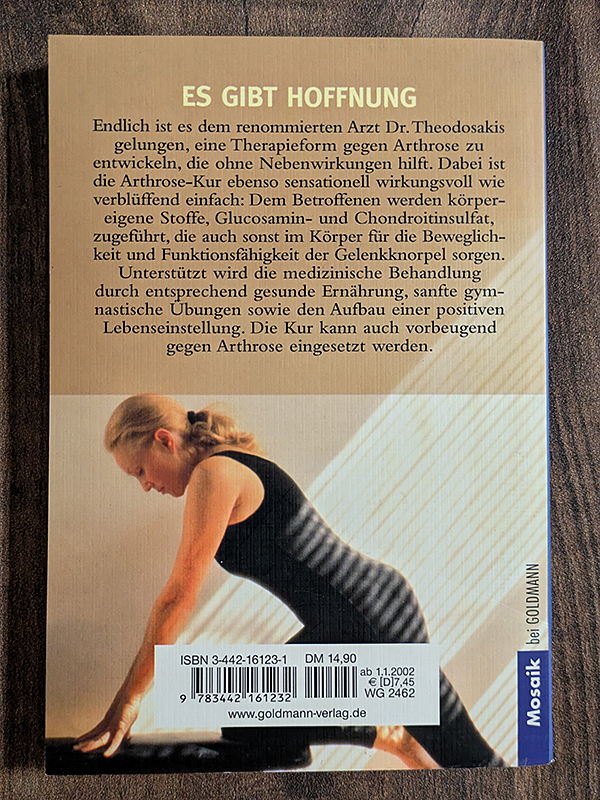 ES GIBT HOFFNUNG
Endlich ist es dem renommierten Arzt Dr. Theodosakis
gelungen, eine Therapieform gegen Arthrose zu
entwickeln, die ohne Nebenwirkungen hilft. Dabei ist
die Arthrose-Kur ebenso sensationell wirkungsvoll wie
verblüffend einfach: Dem Betroffenen werden körper-
eigene Stoffe, Glucosamin- und Chondroitinsulfat,
zugeführt, die auch sonst im Körper für die Beweglich-
keit und Funktionsfähigkeit der Gelenkknorpel sorgen.
Unterstützt wird die medizinische Behandlung
durch entsprechend gesunde Ernährung, sanfte gym-
nastische Übungen sowie den Aufbau einer positiven
Lebenseinstellung. Die Kur kann auch vorbeugend
gegen Arthrose eingesetzt werden.
ISBN 3-442-16123-1 DM 14,90
ab 1.1.2002
€ [D]7,45
WG 2462
9 783442 161232
www.goldmann-verlag.de
Mosaik bei GOLDMANN